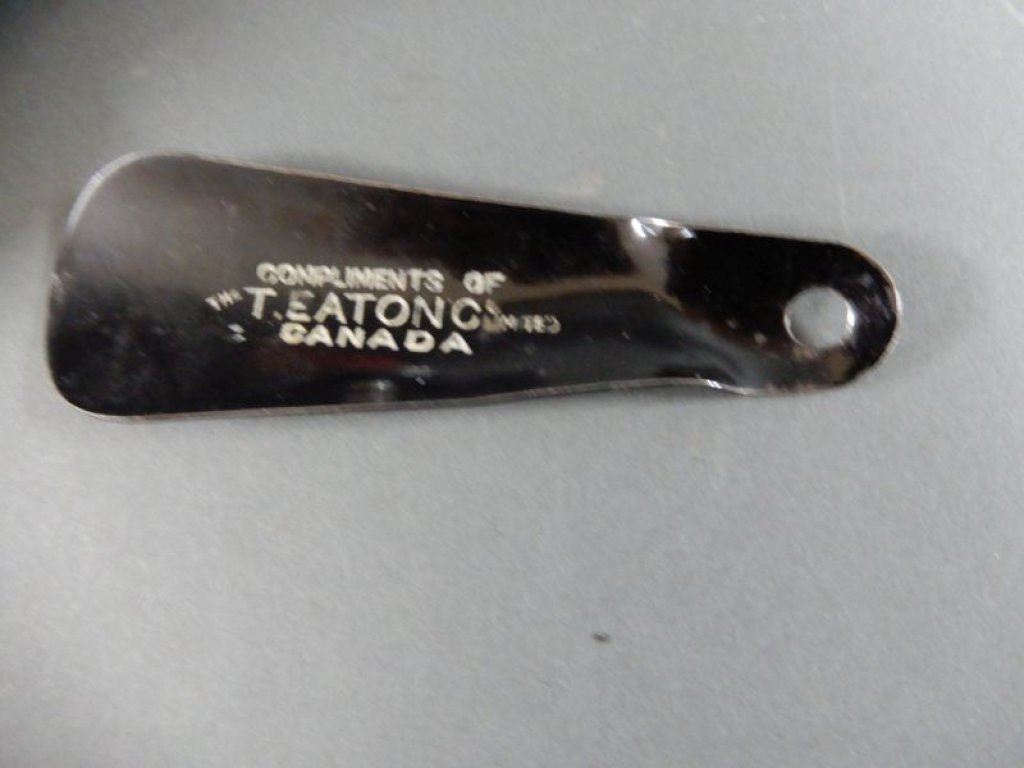 COMPLIMENTS OF
THE T. EATON Co LIMITED
CANADA